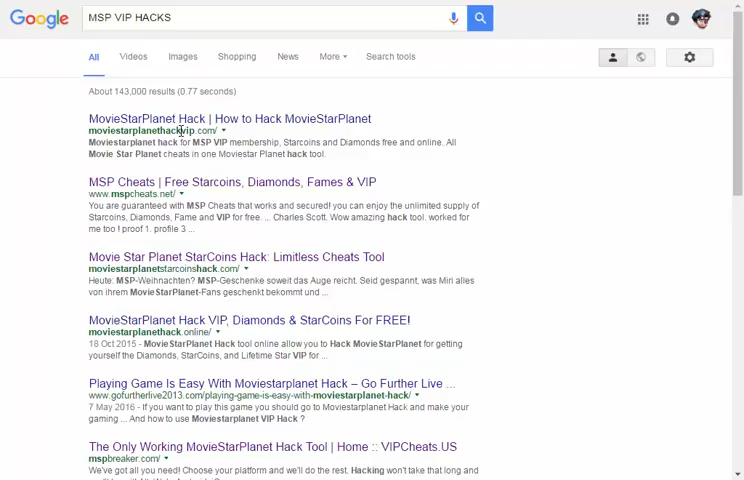 Google MSP VIP HACKS
All Videos Images Shopping News More Search tools
About 143,000 results (0.77 seconds)
MovieStarPlanet Hack | How to Hack MovieStarPlanet
moviestarplanethackvip.com/
Moviestarplanet hack for MSP VIP membership, Starcoins and Diamonds free and online. All
Movie Star Planet cheats in one Moviestar Planet hack tool.
MSP Cheats | Free Starcoins, Diamonds, Fames & VIP
www.mspcheats.net/
You are guaranteed with MSP Cheats that works and secured! you can enjoy the unlimited supply of
Starcoins, Diamonds, Fame and VIP for free. ... Charles Scott. Wow amazing hack tool. worked for
me too ! proof 1. profile 3 ...
Movie Star Planet StarCoins Hack: Limitless Cheats Tool
moviestarplanetstarcoinshack.com/
Heute: MSP-Weihnachten? MSP-Geschenke soweit das Auge reicht. Seid gespannt, was Miri alles
von ihrem MovieStarPlanet-Fans geschenkt bekommt und ...
MovieStarPlanet Hack VIP, Diamonds & StarCoins For FREE!
moviestarplanethack.online/
18 Oct 2015 - MovieStarPlanet Hack tool online allow you to Hack MovieStarPlanet for getting
yourself the Diamonds, StarCoins, and Lifetime Star VIP for ...
Playing Game Is Easy With Moviestarplanet Hack – Go Further Live ...
www.gofurtherlive2013.com/playing-game-is-easy-with-moviestarplanet-hack/
7 May 2016 - If you want to play this game you should go to Moviestarplanet Hack and make your
gaming ... And how to use Moviestarplanet VIP Hack ?
The Only Working MovieStarPlanet Hack Tool | Home :: VIPCheats.US
mspbreaker.com/
We've got all you need! Choose your platform and we'll do the rest. Hacking won't take that long and